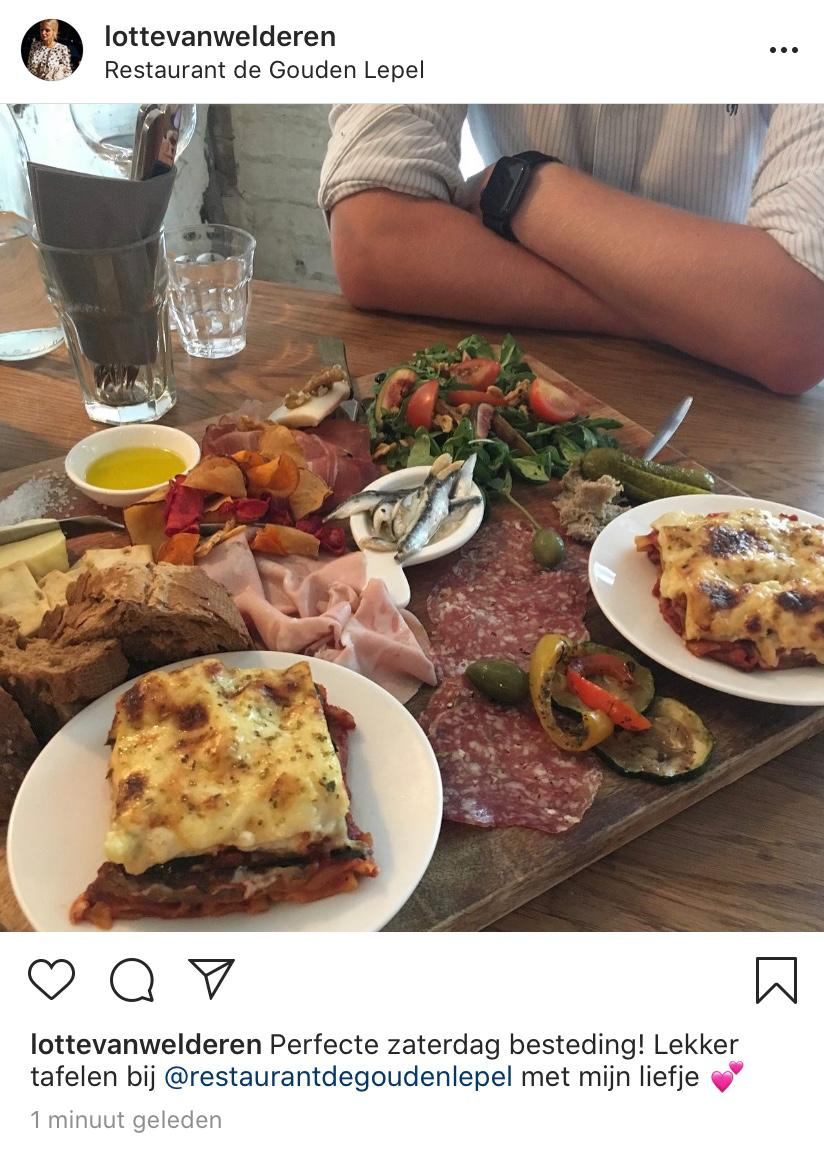 lottevanwelderen
Restaurant de Gouden Lepel
lottevanwelderen Perfecte zaterdag besteding! Lekker
tafelen bij @restaurantdegoudenlepel met mijn liefje 💕
1 minuut geleden